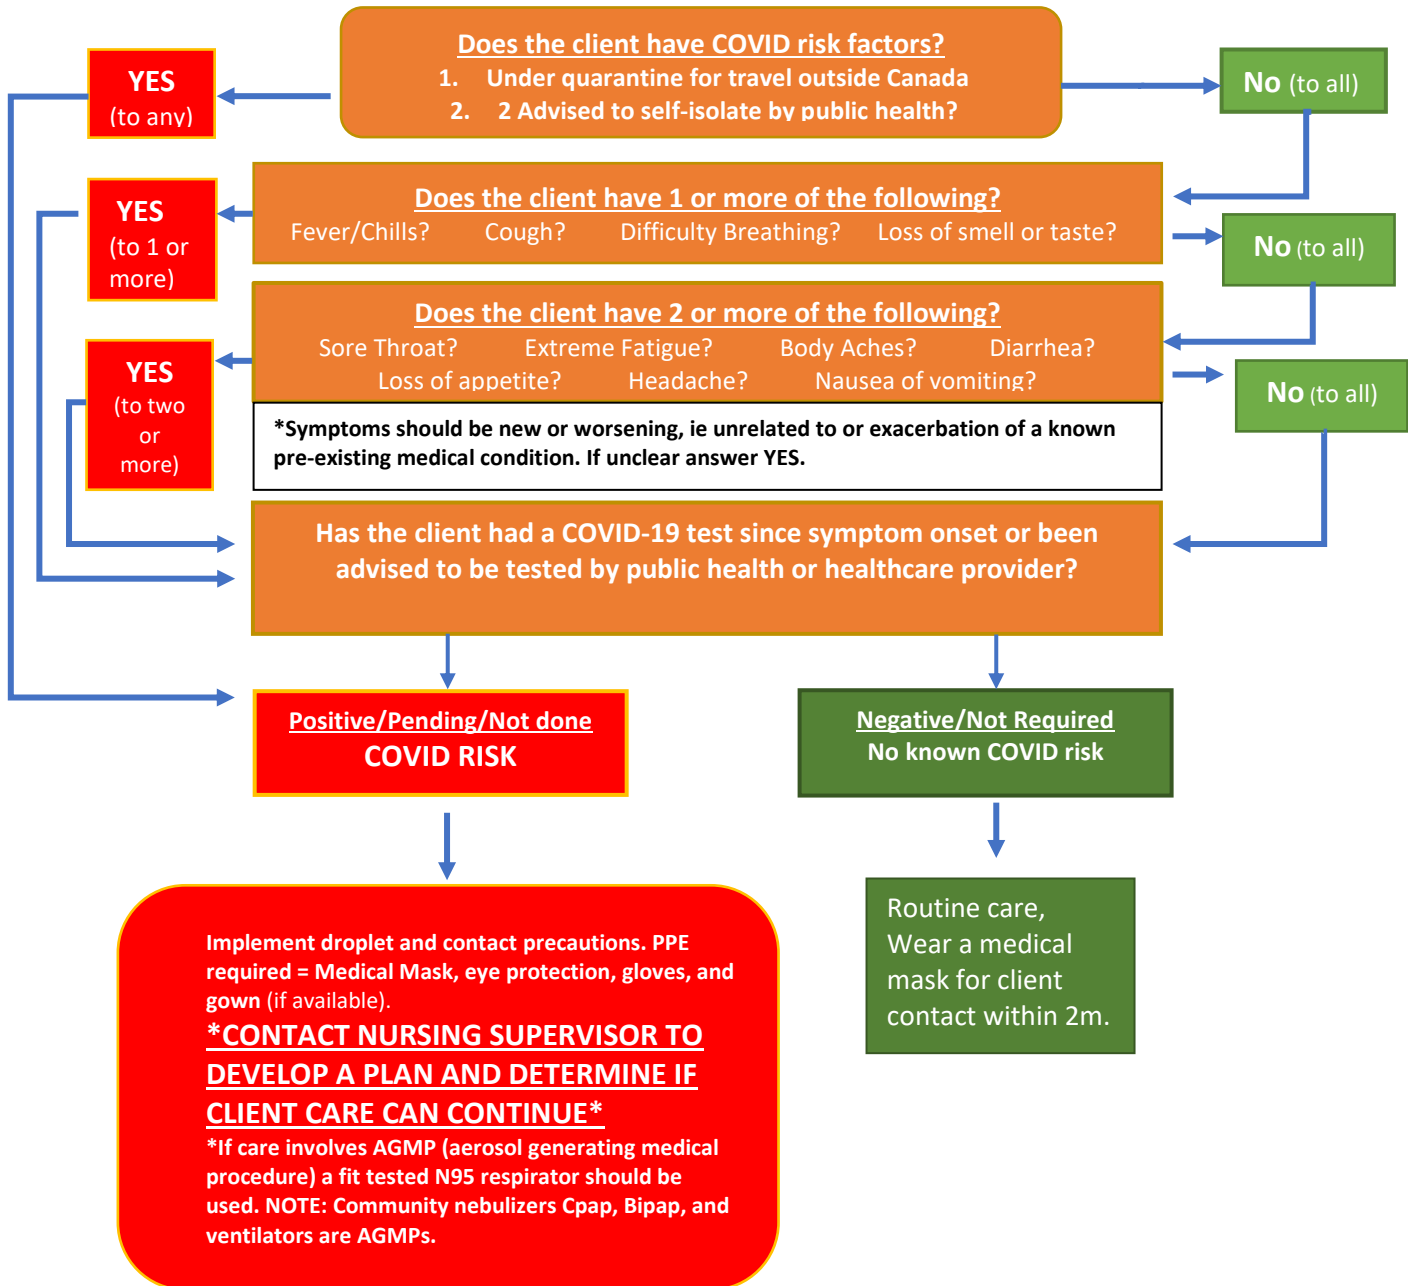 Does the client have COVID risk factors?
1. Under quarantine for travel outside Canada
2. 2 Advised to self-isolate by public health?
YES
(to any)
No (to all)
Does the client have 1 or more of the following?
Fever/Chills? Cough? Difficulty Breathing? Loss of smell or taste?
YES
(to 1 or
more)
No (to all)
Does the client have 2 or more of the following?
Sore Throat? Extreme Fatigue? Body Aches? Diarrhea?
Loss of appetite? Headache? Nausea of vomiting?
YES
(to two
or
more)
No (to all)
*Symptoms should be new or worsening, ie unrelated to or exacerbation of a known
pre-existing medical condition. If unclear answer YES.
Has the client had a COVID-19 test since symptom onset or been
advised to be tested by public health or healthcare provider?
Positive/Pending/Not done
COVID RISK
Negative/Not Required
No known COVID risk
Implement droplet and contact precautions. PPE
required = Medical Mask, eye protection, gloves, and
gown (if available).
*CONTACT NURSING SUPERVISOR TO
DEVELOP A PLAN AND DETERMINE IF
CLIENT CARE CAN CONTINUE*
*If care involves AGMP (aerosol generating medical
procedure) a fit tested N95 respirator should be
used. NOTE: Community nebulizers Cpap, Bipap, and
ventilators are AGMPs.
Routine care,
Wear a medical
mask for client
contact within 2m.